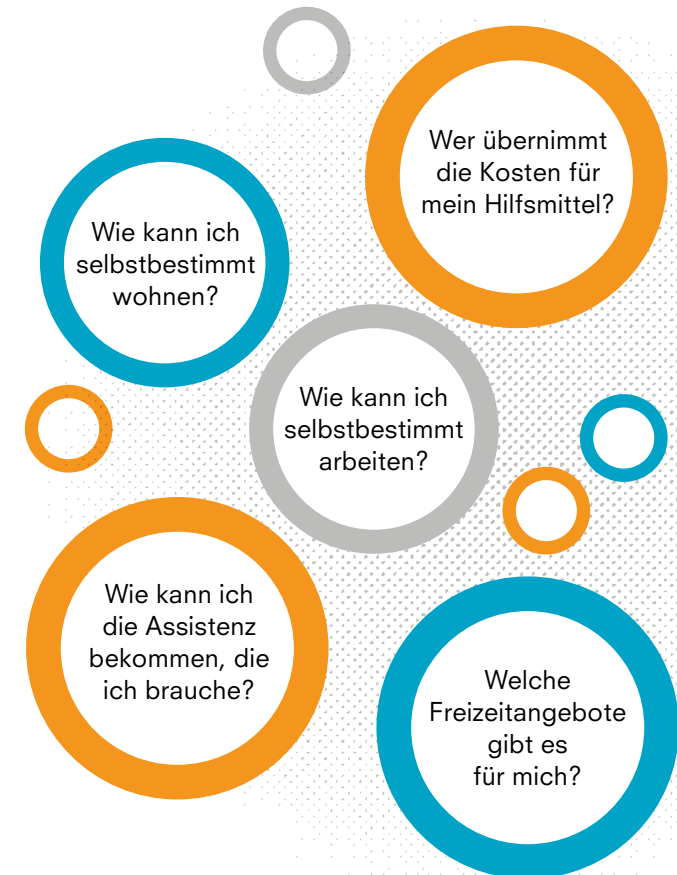 Wer übernimmt
die Kosten für
mein Hilfsmittel?
Wie kann ich
selbstbestimmt
wohnen?
Wie kann ich
selbstbestimmt
arbeiten?
Wie kann ich
die Assistenz
bekommen, die
ich brauche?
Welche
Freizeitangebote
gibt es
für mich?